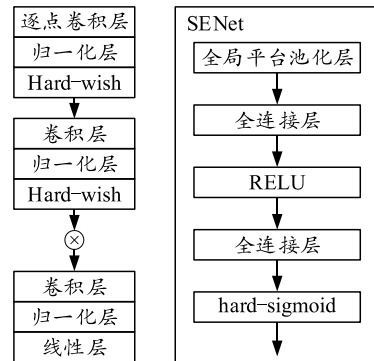 逐点卷积层
归一化层
Hard-wish
卷积层
归一化层
Hard-wish
卷积层
归一化层
线性层
SENet
全局平台池化层
全连接层
RELU
全连接层
hard-sigmoid